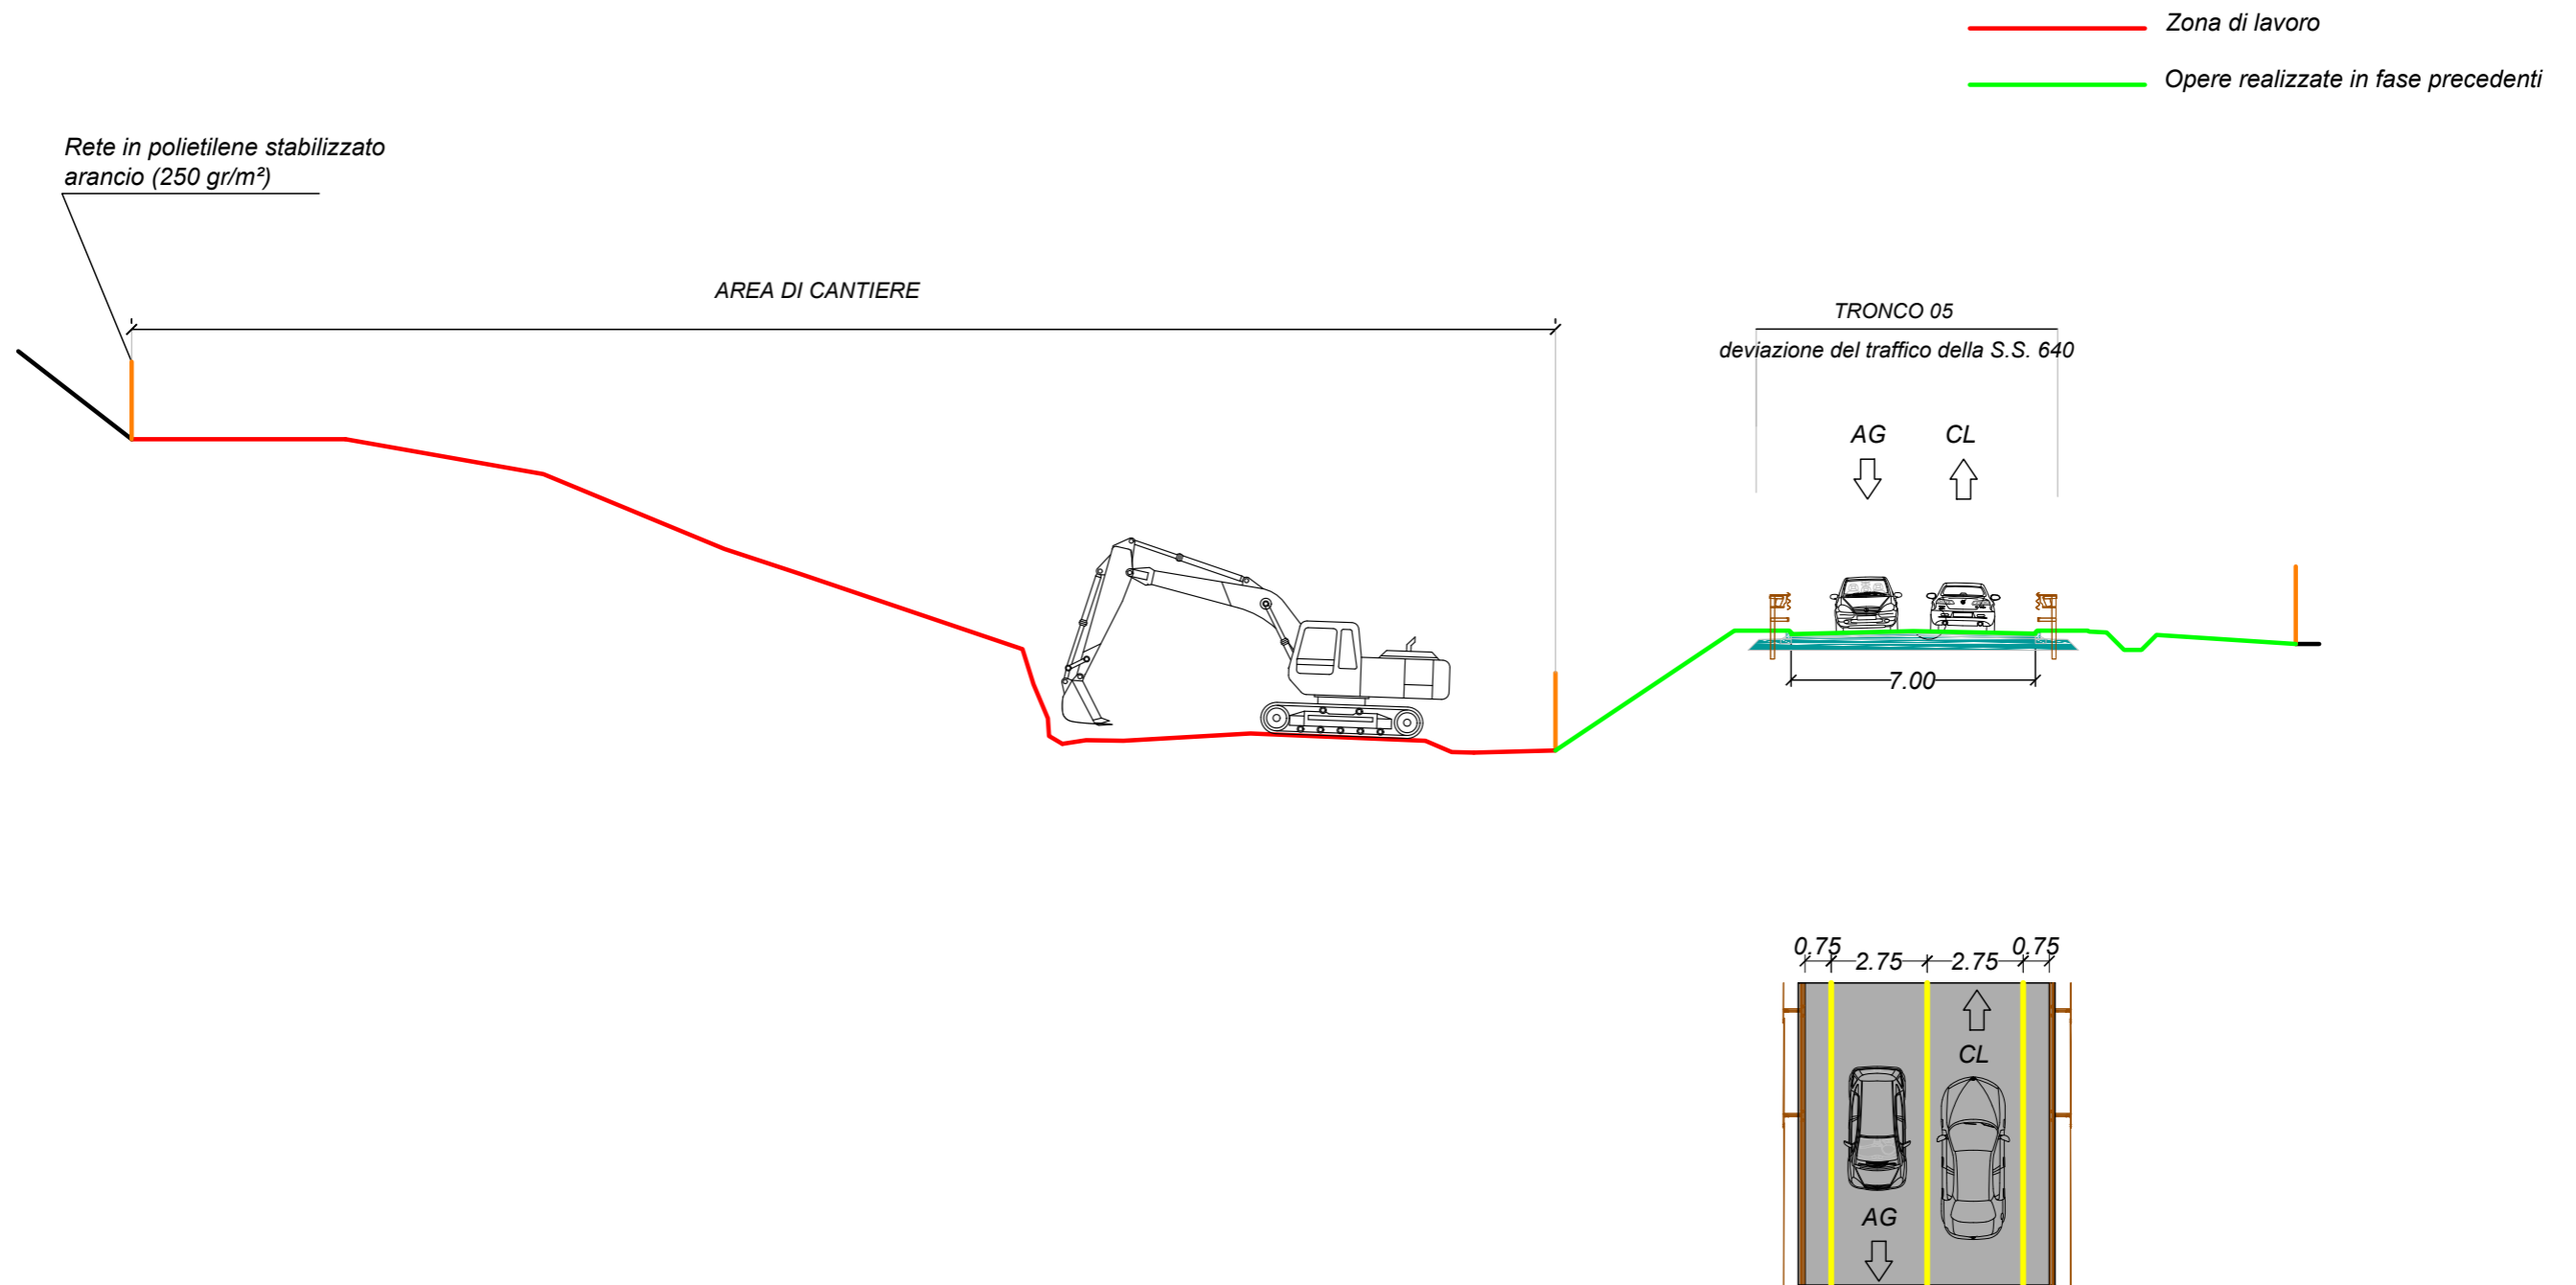 Zona di lavoro
Opere realizzate in fase precedenti
Rete in polietilene stabilizzato
arancio (250 gr/m²)
AREA DI CANTIERE
TRONCO 05
deviazione del traffico della S.S. 640
AG CL
7.00
0.75 2.75 2.75 0.75
CL
AG